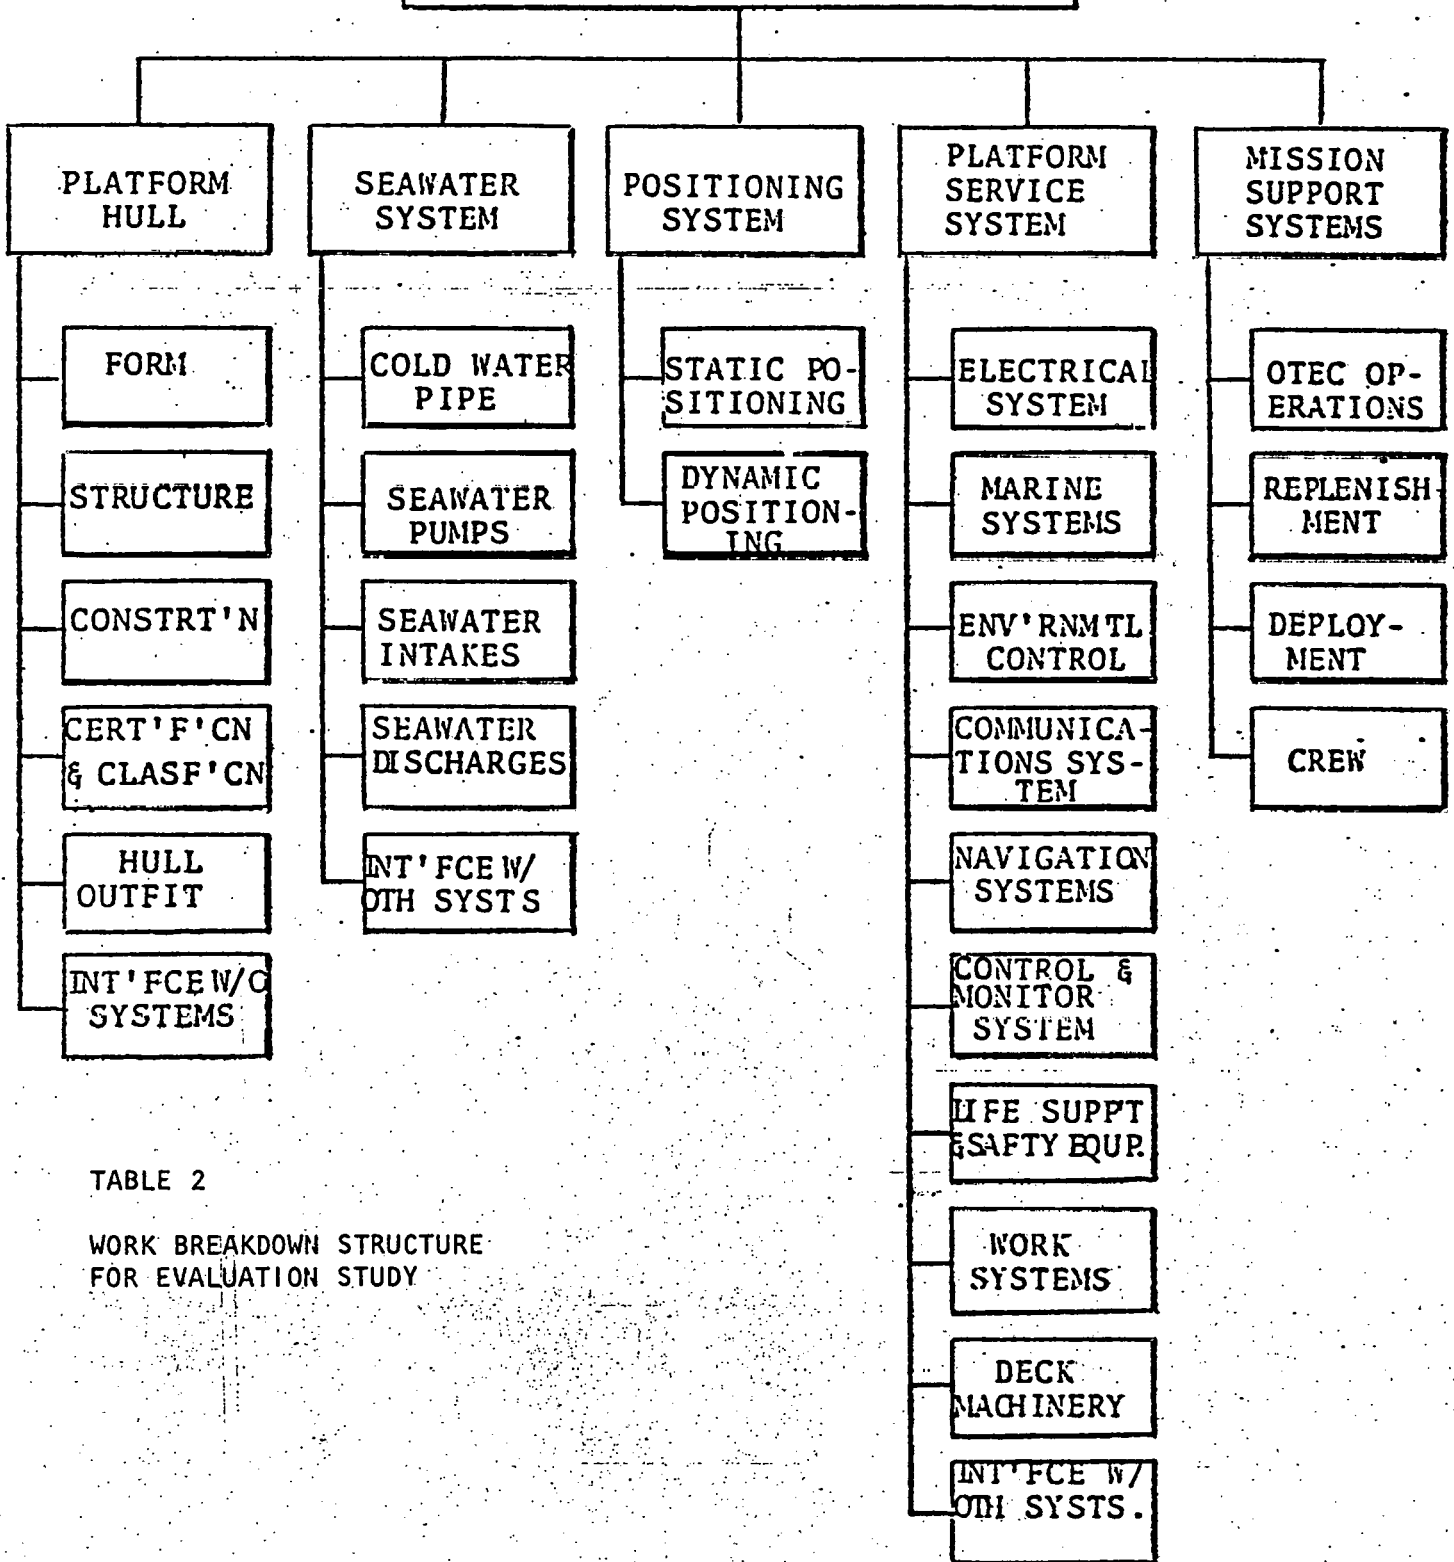 PLATFORM
HULL
SEAWATER
SYSTEM
POSITIONING
SYSTEM
PLATFORM
SERVICE
SYSTEM
MISSION
SUPPORT
SYSTEMS
FORM
STRUCTURE
CONSTRT'N
CERT'F'CN
& CLASF'CN
HULL
OUTFIT
INT'FCE W/O
SYSTEMS
COLD WATER
PIPE
SEAWATER
PUMPS
SEAWATER
INTAKES
SEAWATER
DISCHARGES
INT'FCE W/
OTH SYSTS
STATIC PO-
SITIONING
DYNAMIC
POSITION-
ING
ELECTRICAL
SYSTEM
MARINE
SYSTEMS
ENV'RNMTL
CONTROL
COMMUNICA-
TIONS SYS-
TEM
NAVIGATION
SYSTEMS
CONTROL &
MONITOR
SYSTEM
LIFE SUPPT
&SAFTY EQUP.
WORK
SYSTEMS
DECK
MACHINERY
INT'FCE W/
OTH SYSTS.
OTEC OP-
ERATIONS
REPLENISH-
MENT
DEPLOY-
MENT
CREW
TABLE 2
WORK BREAKDOWN STRUCTURE
FOR EVALUATION STUDY